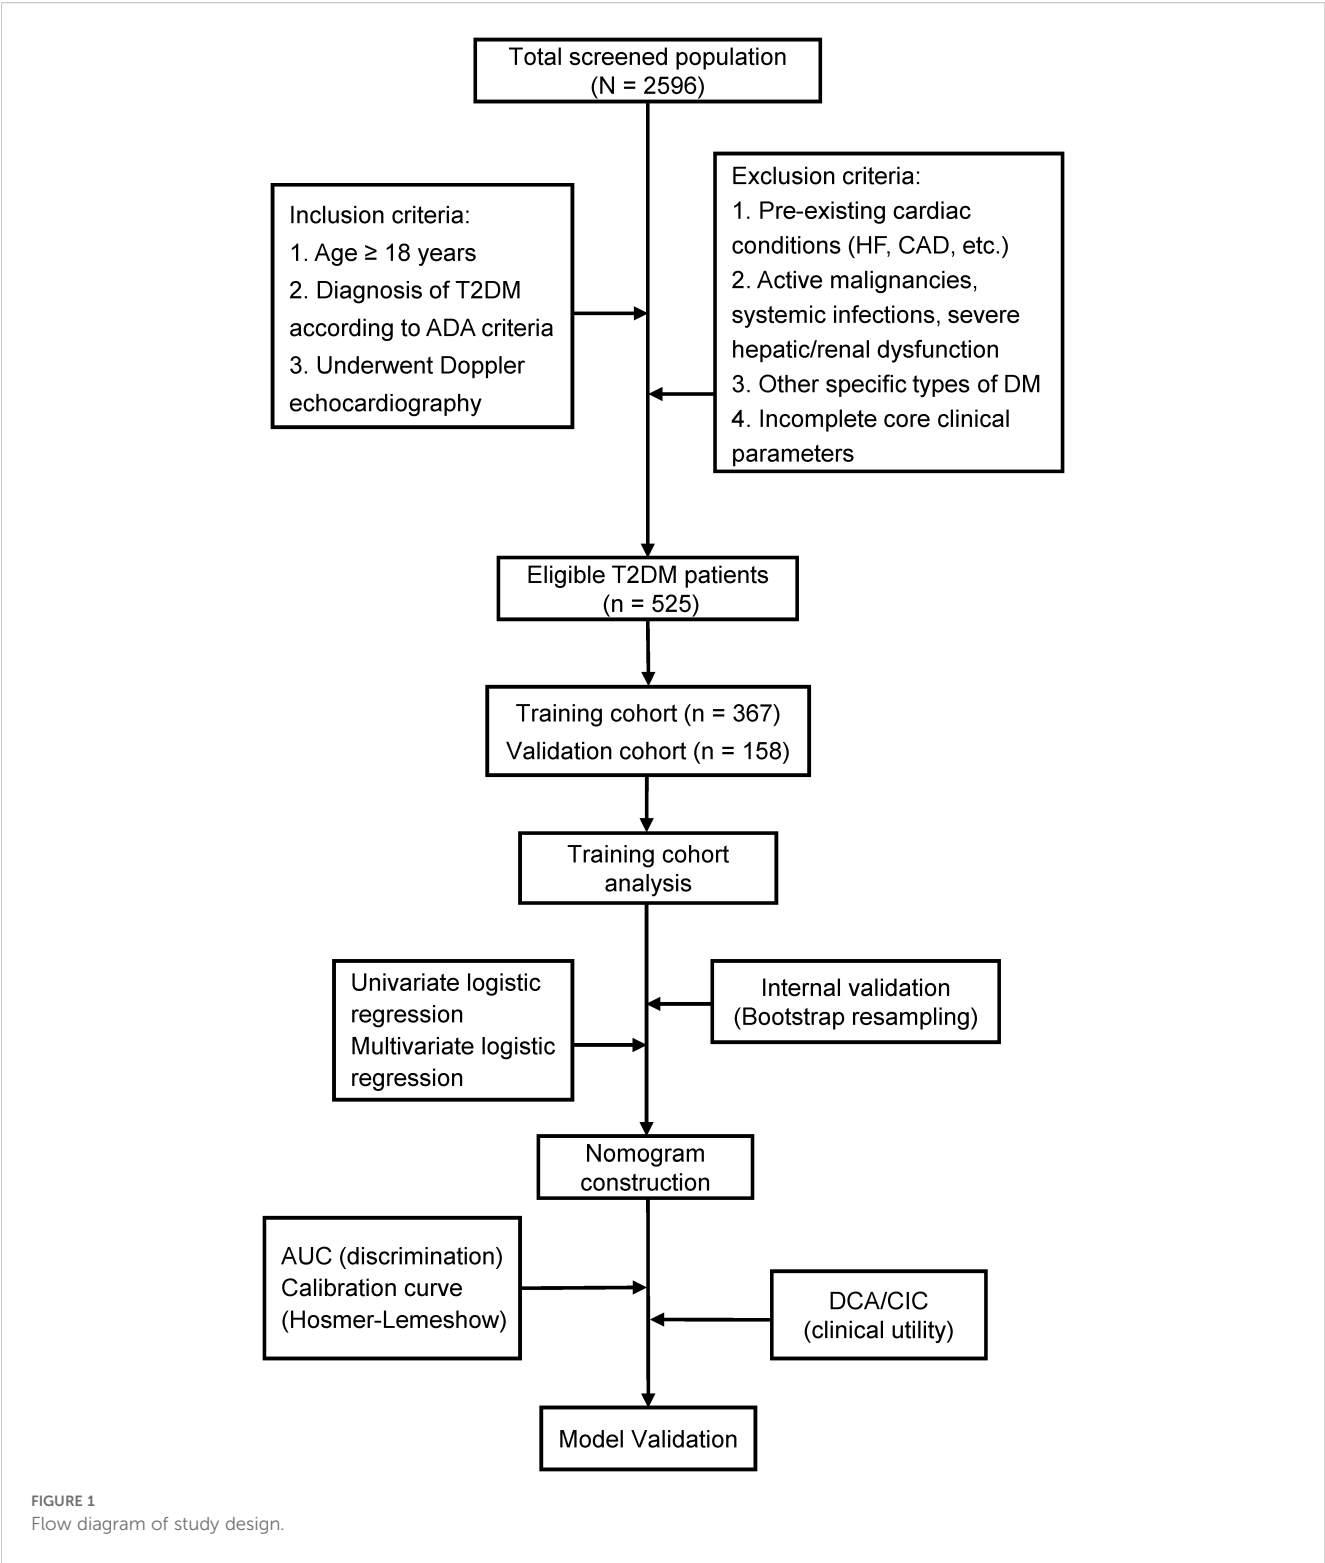 Total screened population
(N = 2596)
Inclusion criteria:
1. Age ≥ 18 years
2. Diagnosis of T2DM
according to ADA criteria
3. Underwent Doppler
echocardiography
Exclusion criteria:
1. Pre-existing cardiac
conditions (HF, CAD, etc.)
2. Active malignancies,
systemic infections, severe
hepatic/renal dysfunction
3. Other specific types of DM
4. Incomplete core clinical
parameters
Eligible T2DM patients
(n = 525)
Training cohort (n = 367)
Validation cohort (n = 158)
Training cohort
analysis
Univariate logistic
regression
Multivariate logistic
regression
Internal validation
(Bootstrap resampling)
Nomogram
construction
AUC (discrimination)
Calibration curve
(Hosmer-Lemeshow)
DCA/CIC
(clinical utility)
Model Validation
FIGURE 1
Flow diagram of study design.